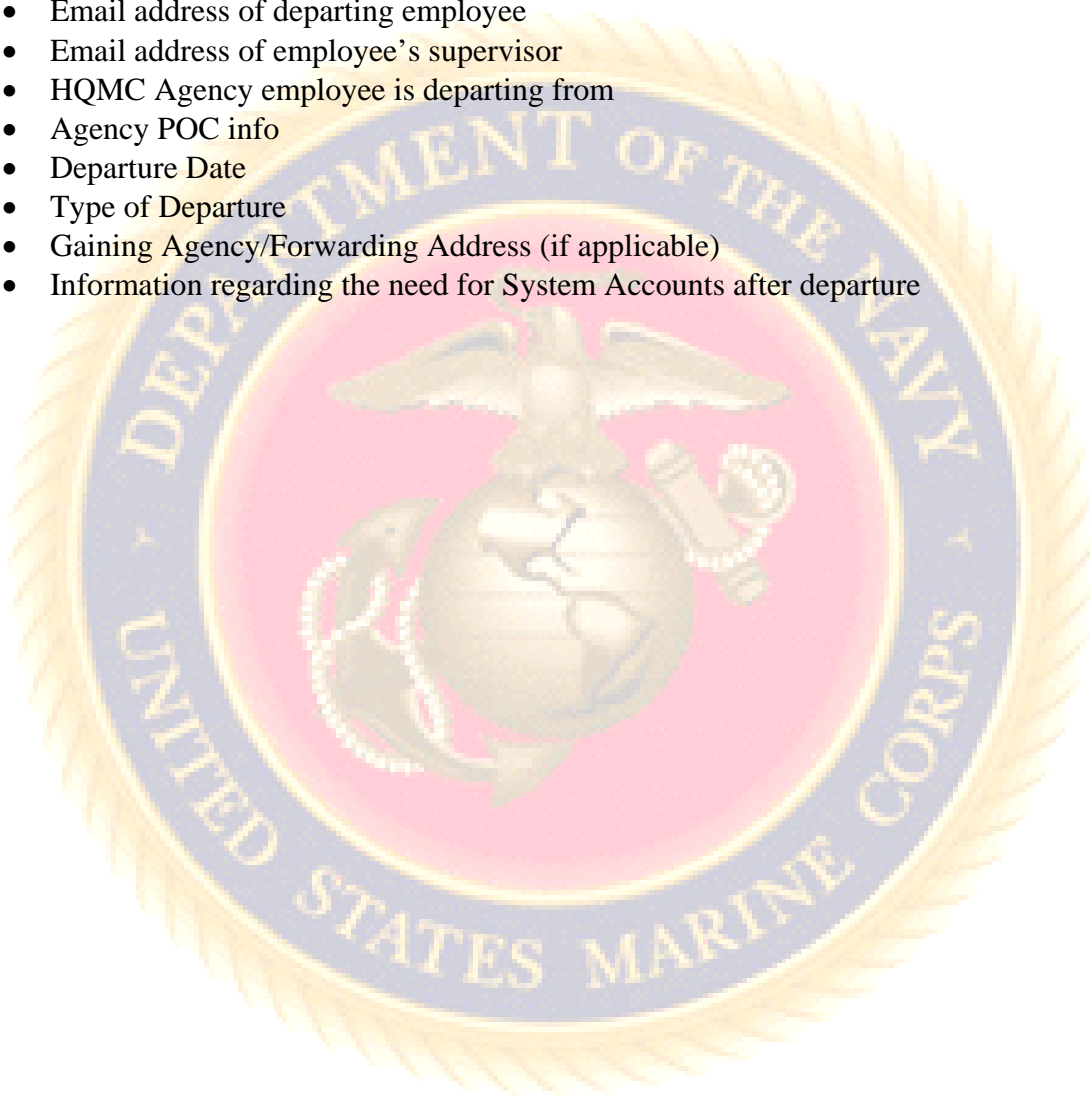 • Email address of departing employee
• Email address of employee’s supervisor
• HQMC Agency employee is departing from
• Agency POC info
• Departure Date
• Type of Departure
• Gaining Agency/Forwarding Address (if applicable)
• Information regarding the need for System Accounts after departure
DEPARTMENT OF THE NAVY
UNITED STATES MARINE CORPS